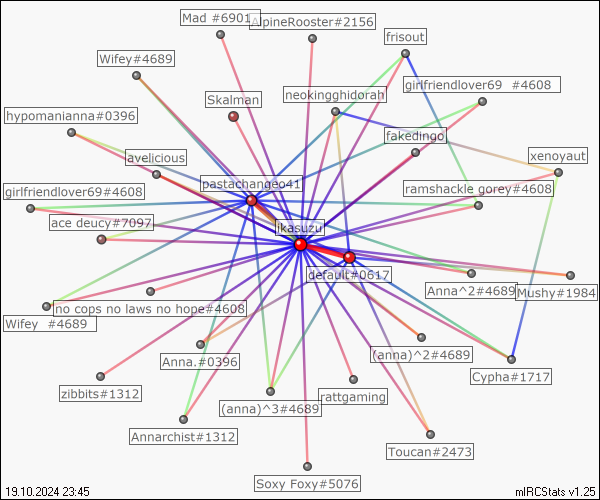 Mad #6901
AlpineRooster#2156
frisout
Wifey#4689
girlfriendlover69 #4608
Skalman
neokingghidorah
hypomanianna#0396
fakedingo
avelicious
xenoyaut
pastachangeo41
girlfriendlover69#4608
ramshackle gorey#4608
ace deucy#7097
ikasuzu
default#0617
Anna^2#4689
Mushy#1984
no cops no laws no hope#4608
Wifey #4689
Anna.#0396
(anna)^2#4689
Cypha#1717
zibbits#1312
rattgaming
(anna)^3#4689
Annarchist#1312
Toucan#2473
Soxy Foxy#5076
19.10.2024 23:45
mIRCStats v1.25